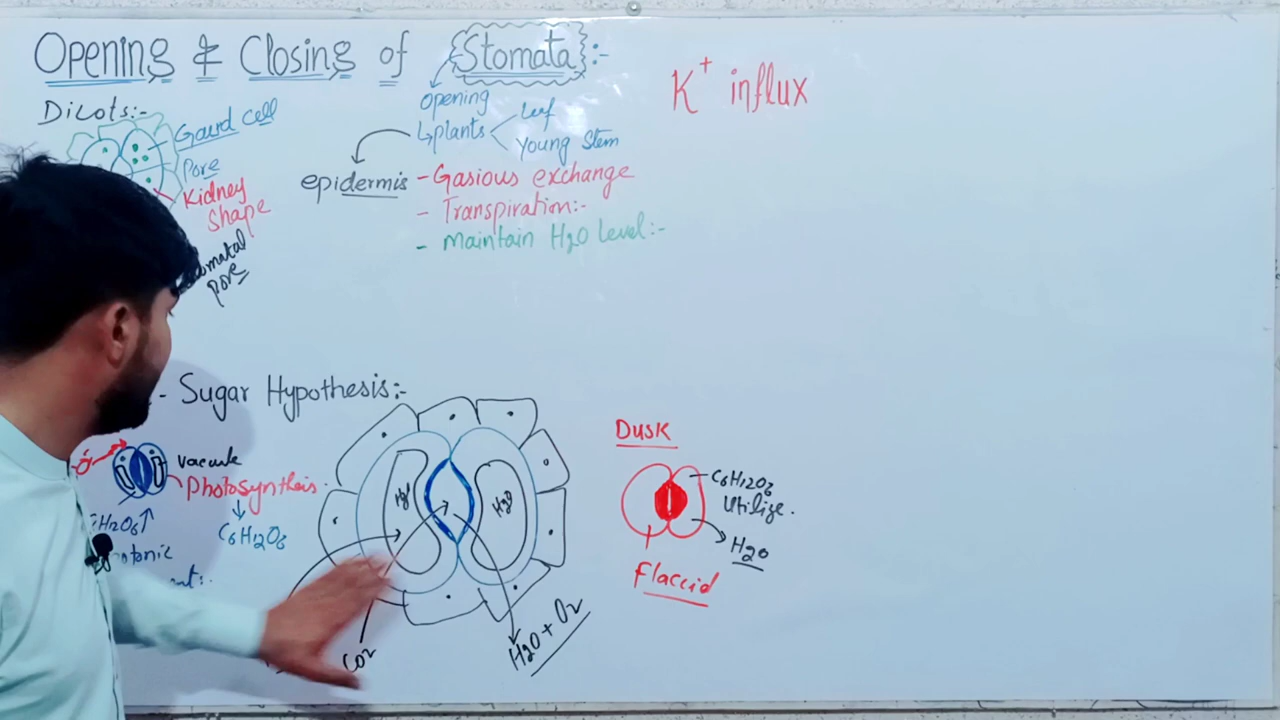 Opening & Closing of Stomata:-
Dicots:-
Gaurd cell
Pore
Kidney
Shape
pore
opening
↳plants
Leaf
Young Stem
epidermis
- Gasious exchange
- Transpiration:-
- Maintain H2O Level:-
K+ influx
- Sugar Hypothesis:-
Vacuole
Photosynthesis.
C6H12O6
H2O
H2O
CO2
H2O + O2
Dusk
C6H12O6
Utilize.
H2O
Flaccid